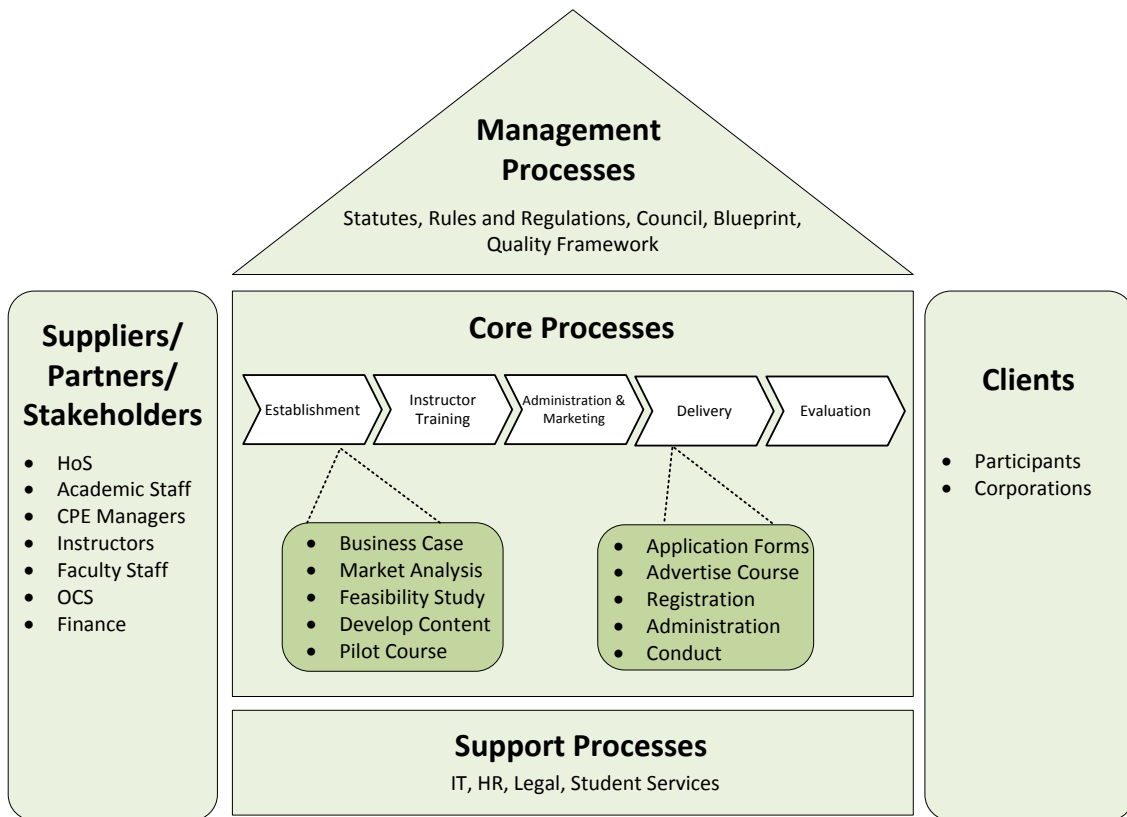 Management
Processes
Statutes, Rules and Regulations, Council, Blueprint,
Quality Framework
Suppliers/
Partners/
Stakeholders
• HoS
• Academic Staff
• CPE Managers
• Instructors
• Faculty Staff
• OCS
• Finance
Core Processes
Establishment
Instructor
Training
Administration &
Marketing
Delivery
Evaluation
• Business Case
• Market Analysis
• Feasibility Study
• Develop Content
• Pilot Course
• Application Forms
• Advertise Course
• Registration
• Administration
• Conduct
Clients
• Participants
• Corporations
Support Processes
IT, HR, Legal, Student Services